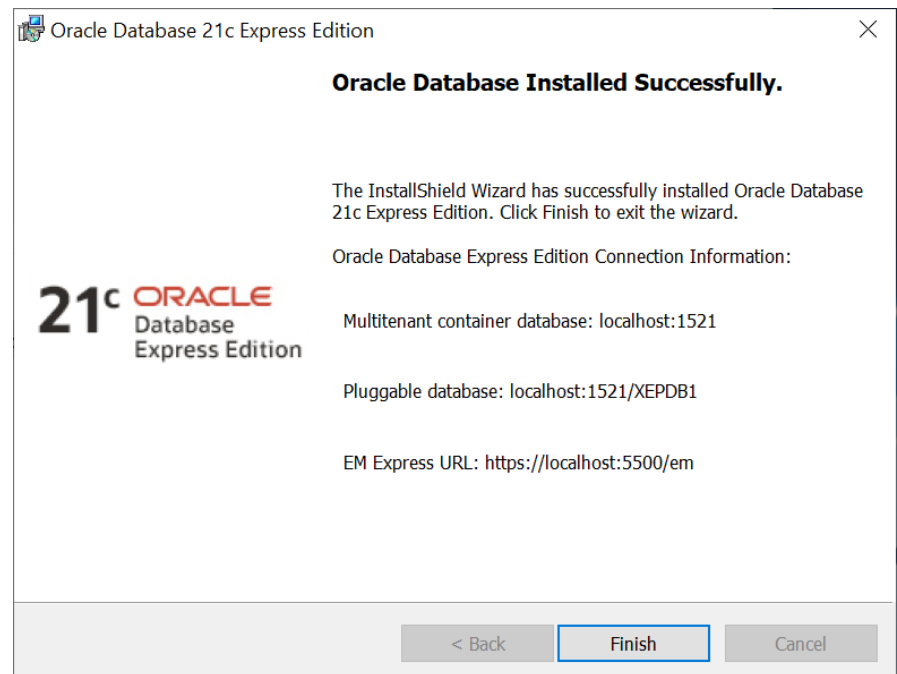 Oracle Database 21c Express Edition
Oracle Database Installed Successfully.
The InstallShield Wizard has successfully installed Oracle Database
21c Express Edition. Click Finish to exit the wizard.
Oracle Database Express Edition Connection Information:
21c ORACLE
Database
Express Edition
Multitenant container database: localhost:1521
Pluggable database: localhost:1521/XEPDB1
EM Express URL: https://localhost:5500/em
< Back
Finish
Cancel